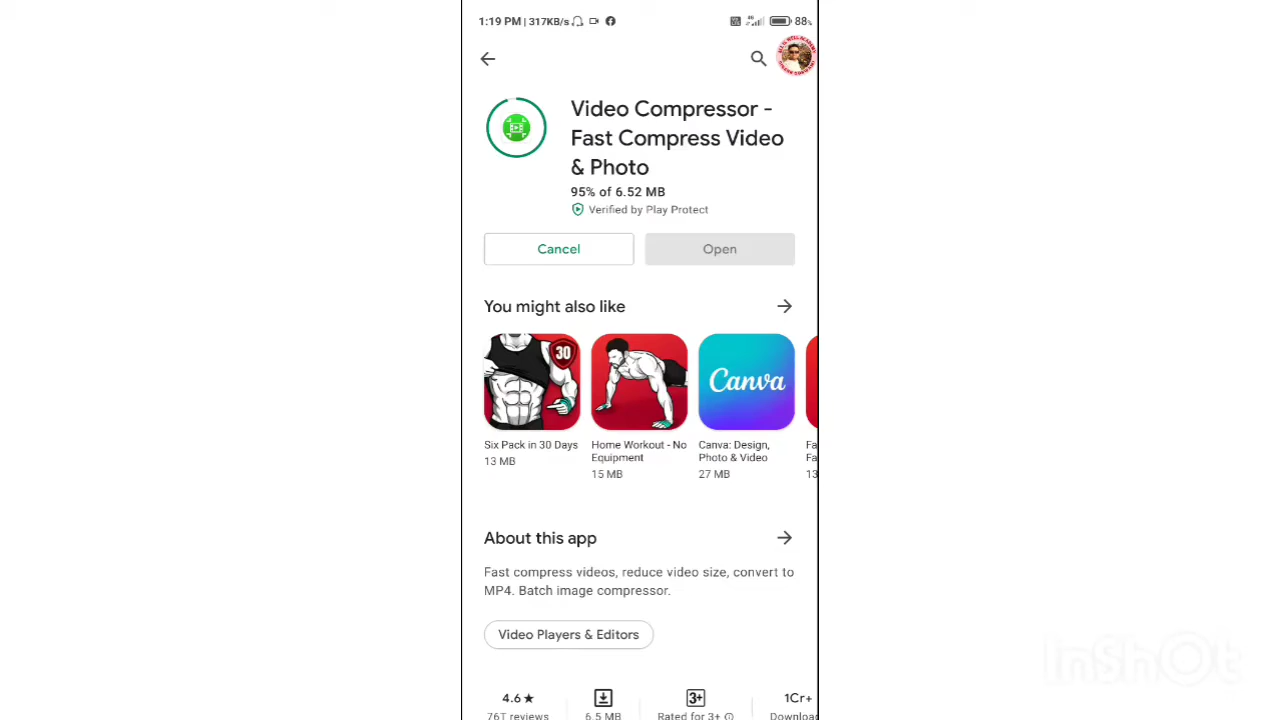 1:19 PM | 317KB/s
88%
Video Compressor -
Fast Compress Video
& Photo
95% of 6.52 MB
Verified by Play Protect
Cancel
Open
You might also like
30
Canva
Six Pack in 30 Days
13 MB
Home Workout - No
Equipment
15 MB
Canva: Design,
Photo & Video
27 MB
Fa
Fa
13
About this app
Fast compress videos, reduce video size, convert to
MP4. Batch image compressor.
Video Players & Editors
4.6★
76T reviews
6.5 MB
3+
Rated for 3+
1Cr+
Download
InShOt